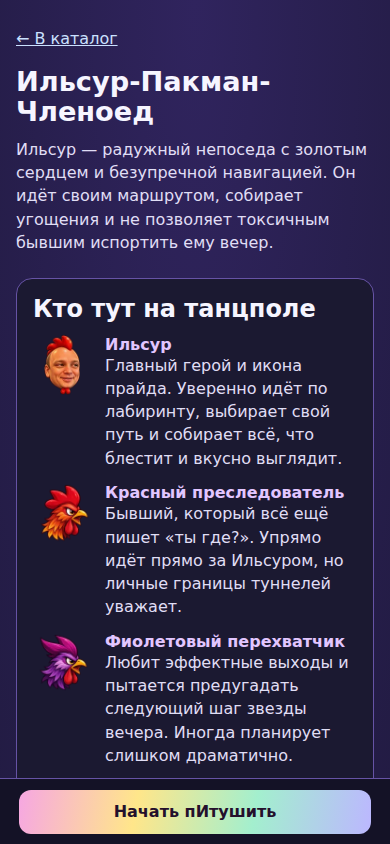 ← В каталог
Ильсур-Пакман-
Членоед
Ильсур — радужный непоседа с золотым
сердцем и безупречной навигацией. Он
идёт своим маршрутом, собирает
угощения и не позволяет токсичным
бывшим испортить ему вечер.
Кто тут на танцполе
Ильсур
Главный герой и икона
прайда. Уверенно идёт по
лабиринту, выбирает свой
путь и собирает всё, что
блестит и вкусно выглядит.
Красный преследователь
Бывший, который всё ещё
пишет «ты где?». Упрямо
идёт прямо за Ильсуром, но
личные границы туннелей
уважает.
Фиолетовый перехватчик
Любит эффектные выходы и
пытается предугадать
следующий шаг звезды
вечера. Иногда планирует
слишком драматично.
Начать пИтушить